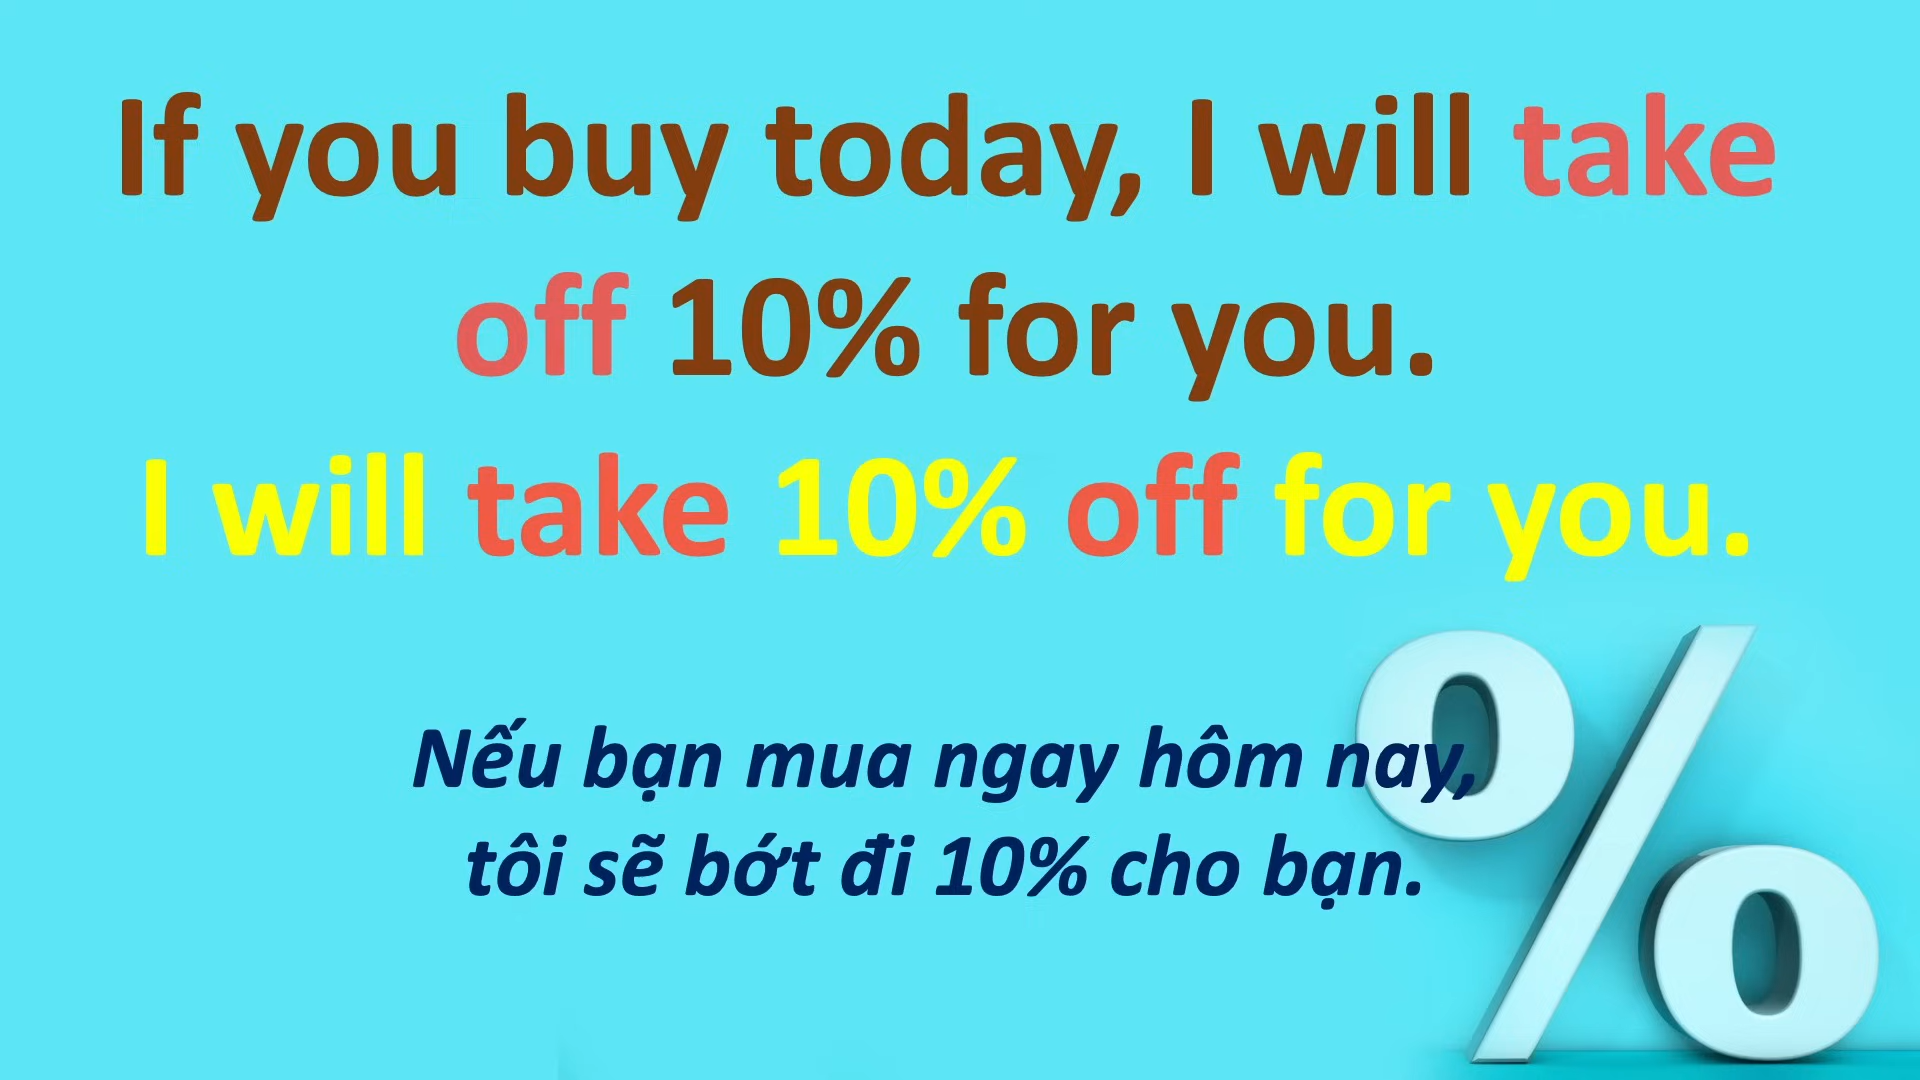 If you buy today, I will take
off 10% for you.
I will take 10% off for you.
Nếu bạn mua ngay hôm nay,
tôi sẽ bớt đi 10% cho bạn.
%